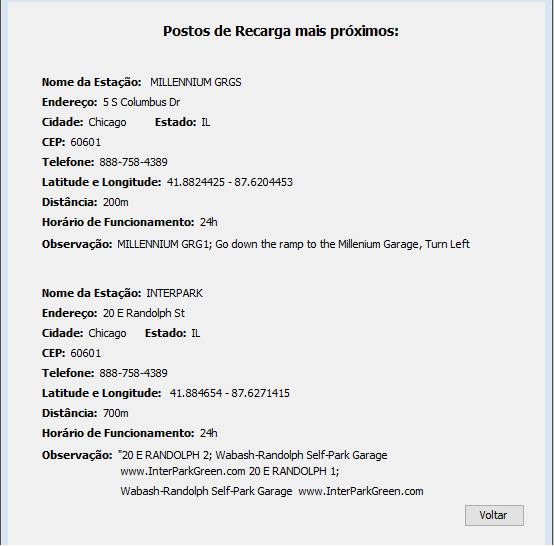 Postos de Recarga mais próximos:
Nome da Estação: MILLENNIUM GRGS
Endereço: 5 S Columbus Dr
Cidade: Chicago Estado: IL
CEP: 60601
Telefone: 888-758-4389
Latitude e Longitude: 41.8824425 - 87.6204453
Distância: 200m
Horário de Funcionamento: 24h
Observação: MILLENNIUM GRG1; Go down the ramp to the Millenium Garage, Turn Left
Nome da Estação: INTERPARK
Endereço: 20 E Randolph St
Cidade: Chicago Estado: IL
CEP: 60601
Telefone: 888-758-4389
Latitude e Longitude: 41.884654 - 87.6271415
Distância: 700m
Horário de Funcionamento: 24h
Observação: "20 E RANDOLPH 2; Wabash-Randolph Self-Park Garage
www.InterParkGreen.com 20 E RANDOLPH 1;
Wabash-Randolph Self-Park Garage www.InterParkGreen.com
Voltar